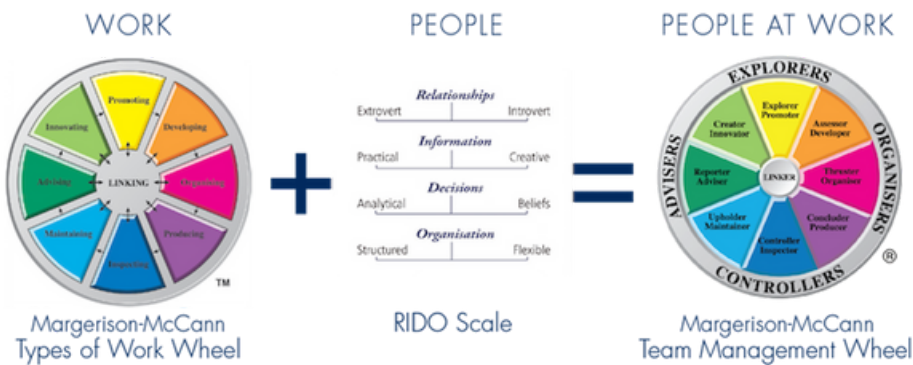 WORK
PEOPLE
PEOPLE AT WORK
Promoting
Developing
Organising
Producing
Inspecting
Maintaining
Advising
Innovating
LINKING
TM
Relationships
Extrovert Introvert
Information
Practical Creative
Decisions
Analytical Beliefs
Organisation
Structured Flexible
EXPLORERS
ORGANISERS
CONTROLLERS
ADVISERS
Explorer
Promoter
Assessor
Developer
Thruster
Organiser
Concluder
Producer
Controller
Inspector
Upholder
Maintainer
Reporter
Adviser
Creator
Innovator
LINKER
®
Margerison-McCann
Types of Work Wheel
RIDO Scale
Margerison-McCann
Team Management Wheel